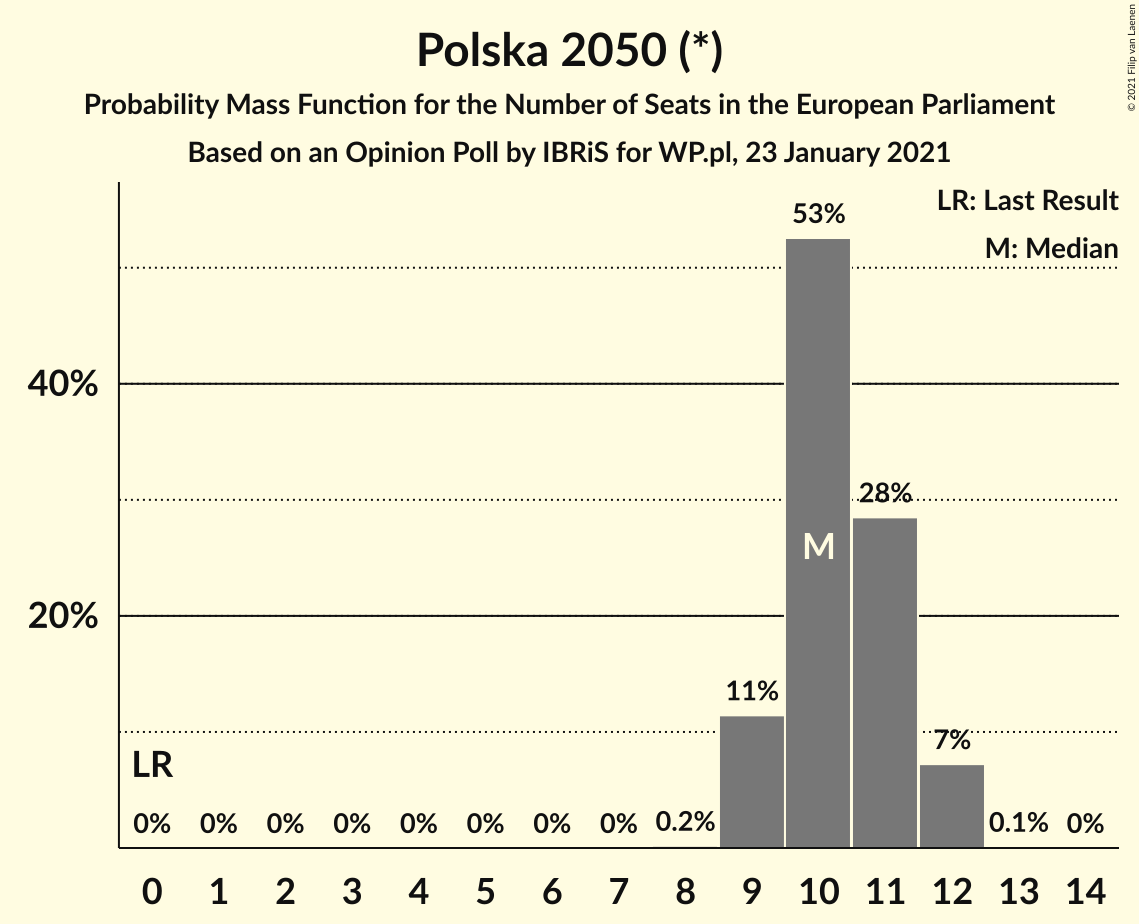 Polska 2050 (*)
Probability Mass Function for the Number of Seats in the European Parliament
Based on an Opinion Poll by IBRiS for WP.pl, 23 January 2021
© 2021 Filip van Laenen
LR: Last Result
M: Median
53%
40%
28%
M
20%
11%
7%
LR
0% 0% 0% 0% 0% 0% 0% 0% 0.2% 0.1% 0%
0 1 2 3 4 5 6 7 8 9 10 11 12 13 14